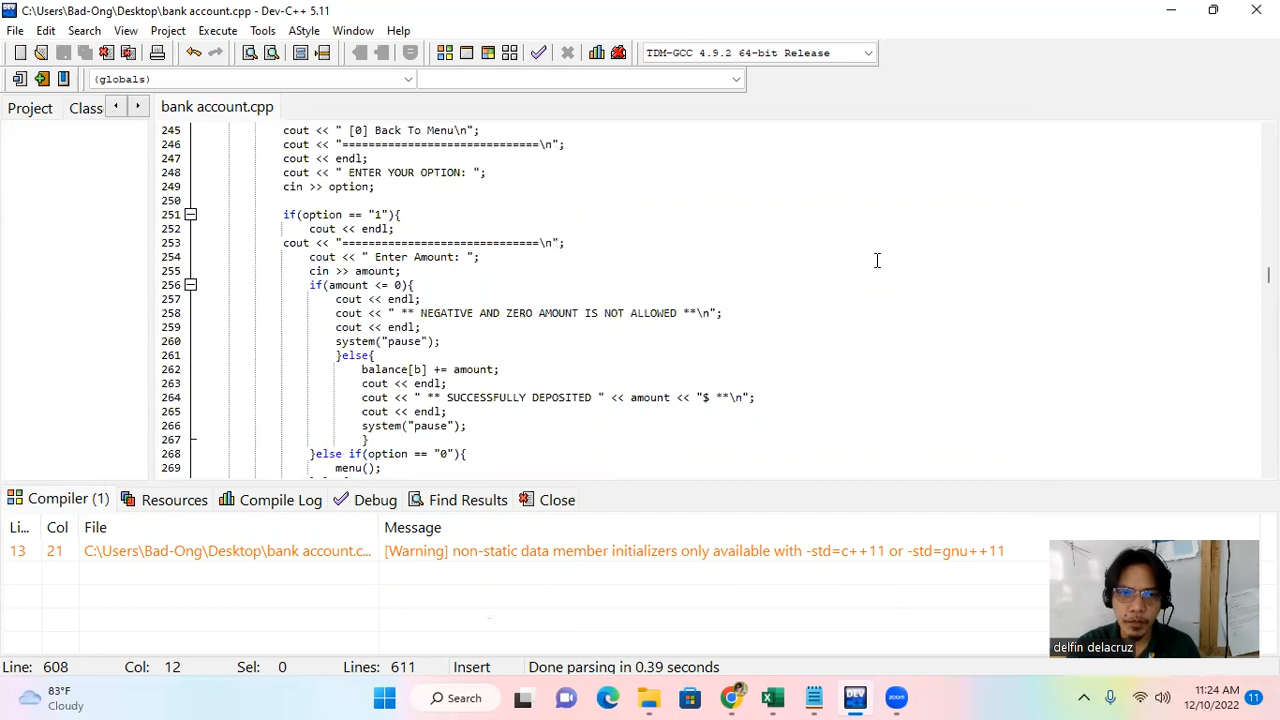 C:\Users\Bad-Ong\Desktop\bank account.cpp - Dev-C++ 5.11
File Edit Search View Project Execute Tools AStyle Window Help
TDM-GCC 4.9.2 64-bit Release
(globals)
Project Class bank account.cpp
245 cout << " [0] Back To Menu\n";
246 cout << "==============================\n";
247 cout << endl;
248 cout << " ENTER YOUR OPTION: ";
249 cin >> option;
250
251 if(option == "1"){
252 cout << endl;
253 cout << "==============================\n";
254 cout << " Enter Amount: ";
255 cin >> amount;
256 if(amount <= 0){
257 cout << endl;
258 cout << " ** NEGATIVE AND ZERO AMOUNT IS NOT ALLOWED **\n";
259 cout << endl;
260 system("pause");
261 }else{
262 balance[b] += amount;
263 cout << endl;
264 cout << " ** SUCCESSFULLY DEPOSITED " << amount << "$ **\n";
265 cout << endl;
266 system("pause");
267 }
268 }else if(option == "0"){
269 menu();
Compiler (1) Resources Compile Log Debug Find Results Close
Li... Col File Message
13 21 C:\Users\Bad-Ong\Desktop\bank account.c... [Warning] non-static data member initializers only available with -std=c++11 or -std=gnu++11
delfin delacruz
Line: 608 Col: 12 Sel: 0 Lines: 611 Insert Done parsing in 0.39 seconds
83°F
Cloudy
Search
DEV
zoom
11:24 AM
12/10/2022
11